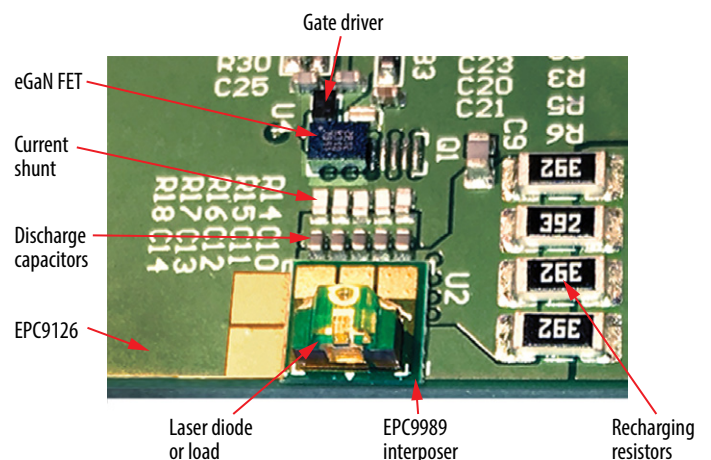 Gate driver
eGaN FET
Current
shunt
Discharge
capacitors
EPC9126
Laser diode
or load
EPC9989
interposer
Recharging
resistors
R30
C25
C23
C20
C21
R3
R5
R6
C9
Q1
U2
R14 C10
R15 C11
R16 C12
R17 C13
R18 C14
392
392
392
392